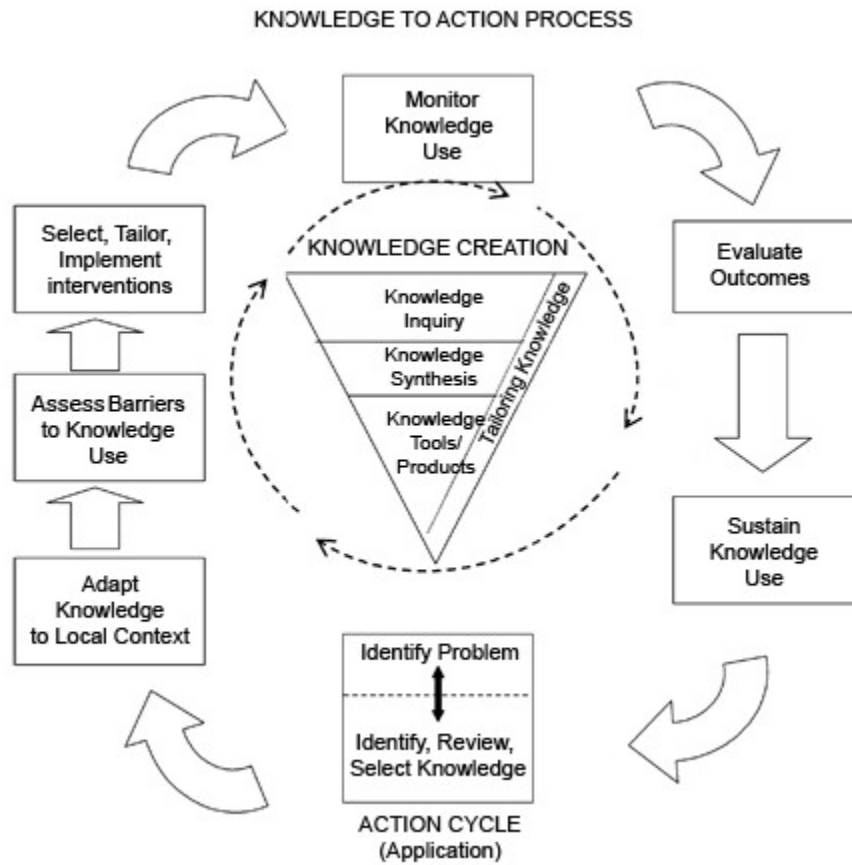 KNOWLEDGE TO ACTION PROCESS
Monitor
Knowledge
Use
Select, Tailor,
Implement
interventions
KNOWLEDGE CREATION
Evaluate
Outcomes
Knowledge
Inquiry
Knowledge
Synthesis
Knowledge
Tools/
Products
Tailoring Knowledge
Assess Barriers
to Knowledge
Use
Sustain
Knowledge
Use
Adapt
Knowledge
to Local Context
Identify Problem
Identify, Review,
Select Knowledge
ACTION CYCLE
(Application)